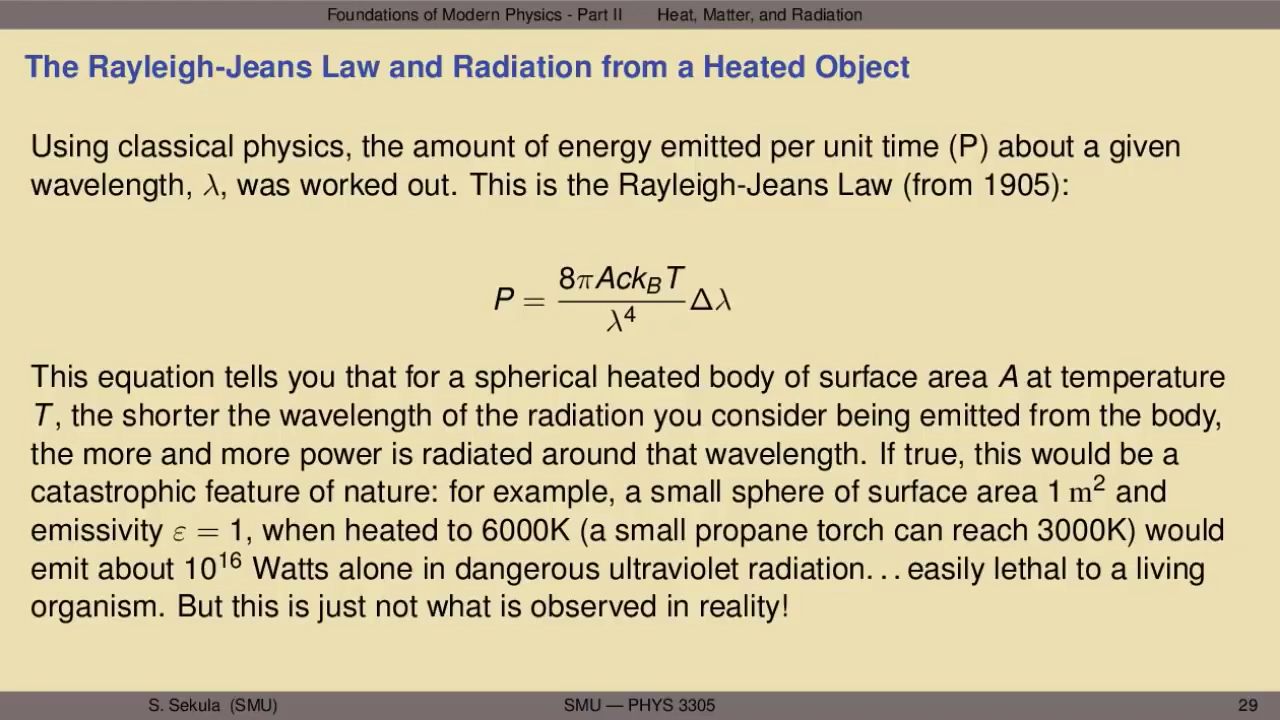 Foundations of Modern Physics - Part II Heat, Matter, and Radiation
The Rayleigh-Jeans Law and Radiation from a Heated Object
Using classical physics, the amount of energy emitted per unit time (P) about a given
wavelength, λ, was worked out. This is the Rayleigh-Jeans Law (from 1905):
P = 8πAck_BT/λ⁴ Δλ
This equation tells you that for a spherical heated body of surface area A at temperature
T, the shorter the wavelength of the radiation you consider being emitted from the body,
the more and more power is radiated around that wavelength. If true, this would be a
catastrophic feature of nature: for example, a small sphere of surface area 1 m² and
emissivity ε = 1, when heated to 6000K (a small propane torch can reach 3000K) would
emit about 10¹⁶ Watts alone in dangerous ultraviolet radiation... easily lethal to a living
organism. But this is just not what is observed in reality!
S. Sekula (SMU) SMU — PHYS 3305 29